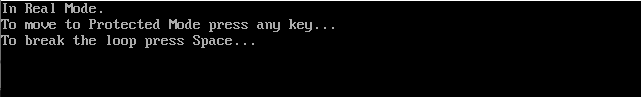 In Real Mode.
To move to Protected Mode press any key...
To break the loop press Space...